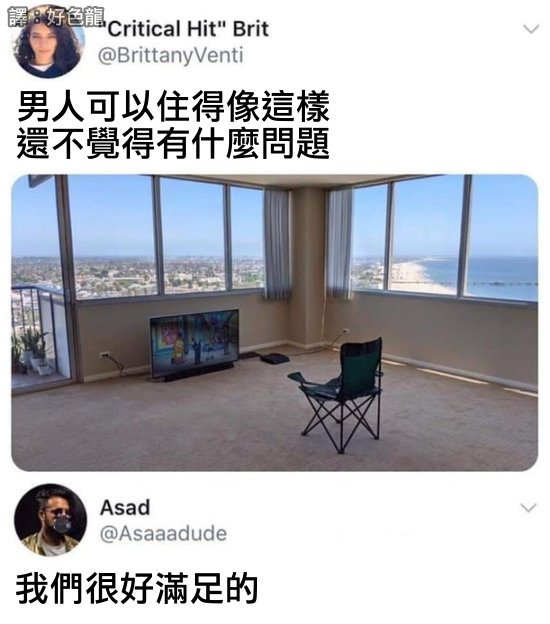 譯：好色龍
"Critical Hit" Brit
@BrittanyVenti
男人可以住得像這樣
還不覺得有什麼問題
Asad
@Asaaadude
我們很好滿足的